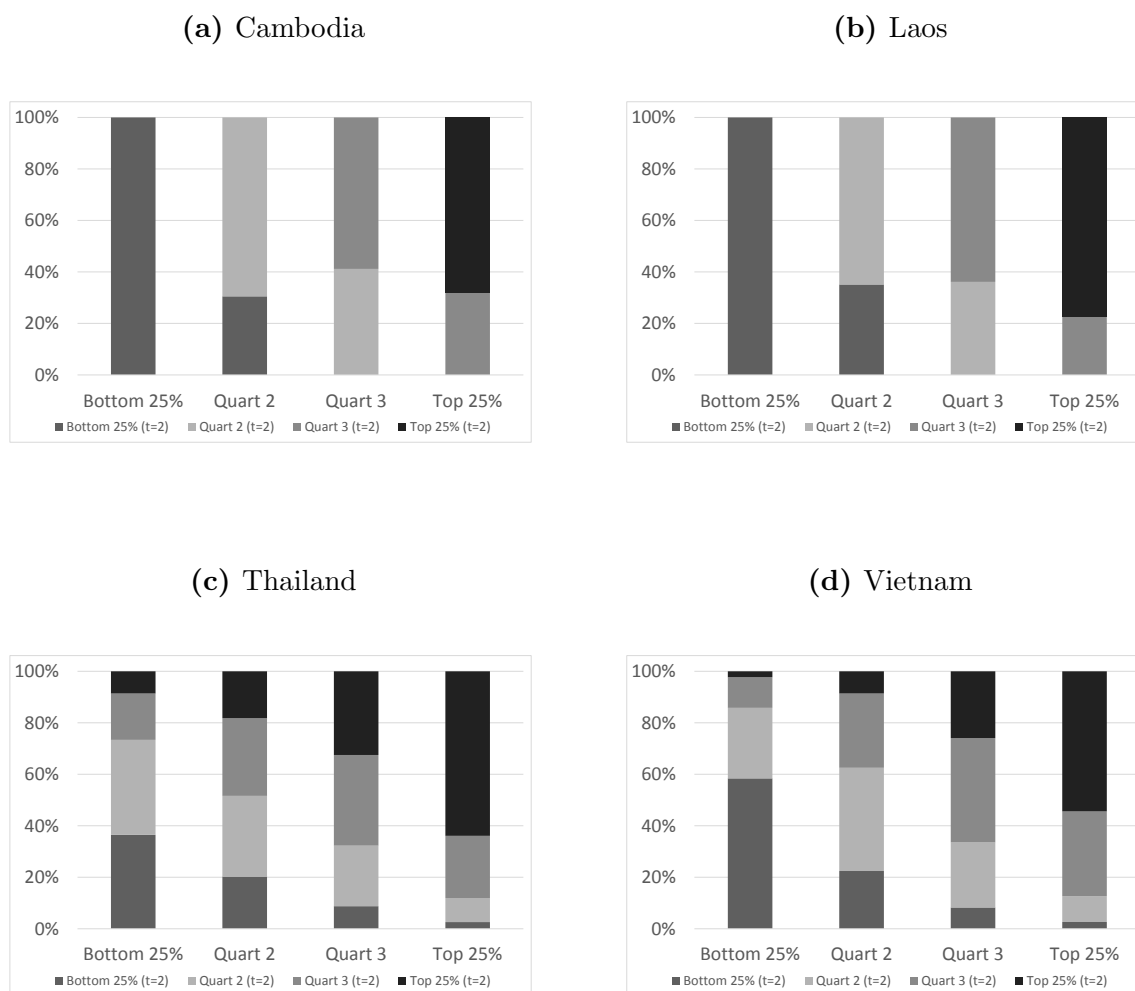 (a) Cambodia
100%
80%
60%
40%
20%
0%
Bottom 25% Quart 2 Quart 3 Top 25%
Bottom 25% (t=2) Quart 2 (t=2) Quart 3 (t=2) Top 25% (t=2)
(b) Laos
100%
80%
60%
40%
20%
0%
Bottom 25% Quart 2 Quart 3 Top 25%
Bottom 25% (t=2) Quart 2 (t=2) Quart 3 (t=2) Top 25% (t=2)
(c) Thailand
100%
80%
60%
40%
20%
0%
Bottom 25% Quart 2 Quart 3 Top 25%
Bottom 25% (t=2) Quart 2 (t=2) Quart 3 (t=2) Top 25% (t=2)
(d) Vietnam
100%
80%
60%
40%
20%
0%
Bottom 25% Quart 2 Quart 3 Top 25%
Bottom 25% (t=2) Quart 2 (t=2) Quart 3 (t=2) Top 25% (t=2)